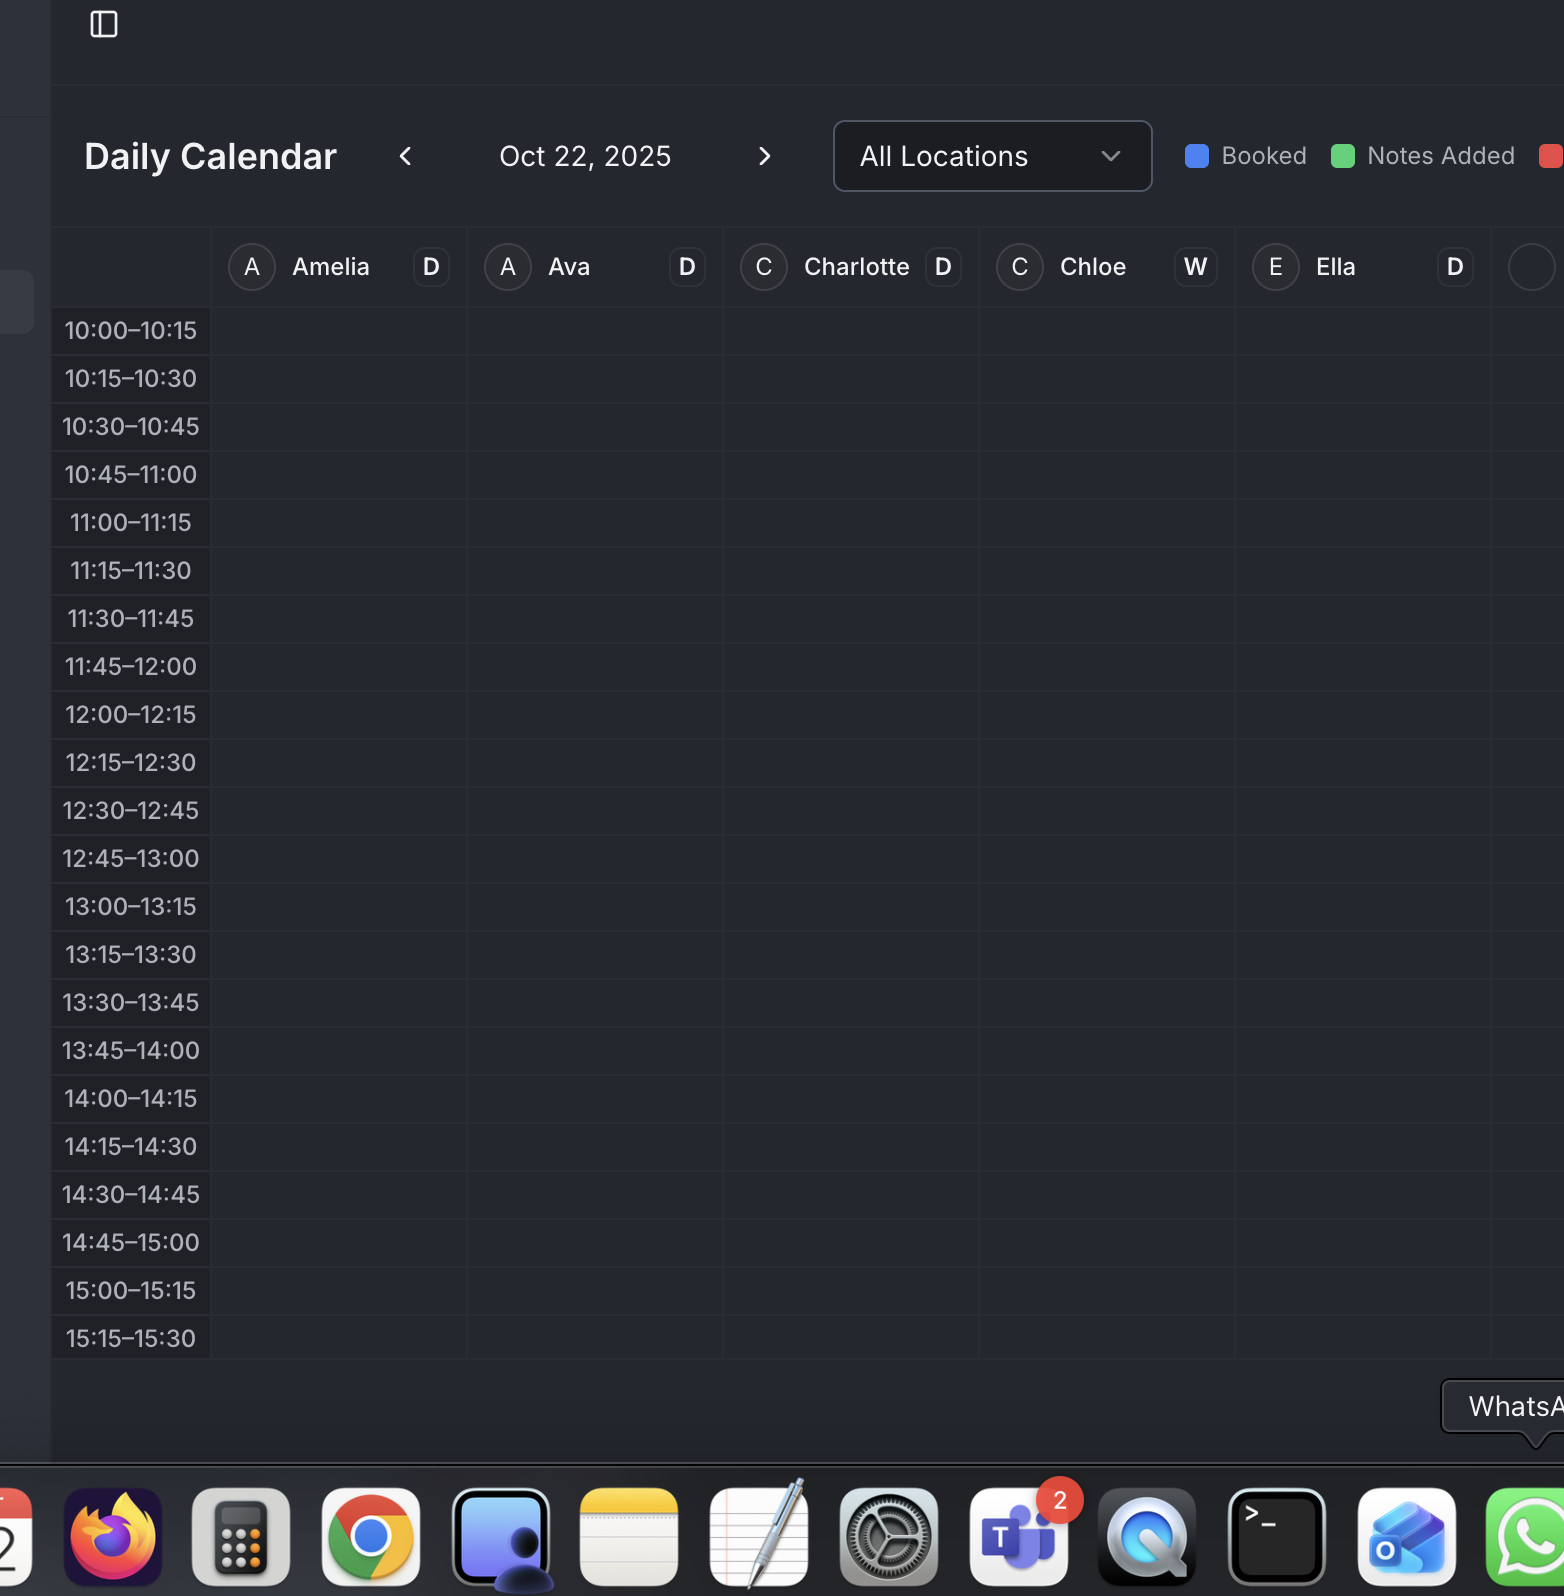 Daily Calendar
Oct 22, 2025
All Locations
Booked
Notes Added
A Amelia D
A Ava D
C Charlotte D
C Chloe W
E Ella D
10:00–10:15
10:15–10:30
10:30–10:45
10:45–11:00
11:00–11:15
11:15–11:30
11:30–11:45
11:45–12:00
12:00–12:15
12:15–12:30
12:30–12:45
12:45–13:00
13:00–13:15
13:15–13:30
13:30–13:45
13:45–14:00
14:00–14:15
14:15–14:30
14:30–14:45
14:45–15:00
15:00–15:15
15:15–15:30
WhatsA
2
T
2
>_
O